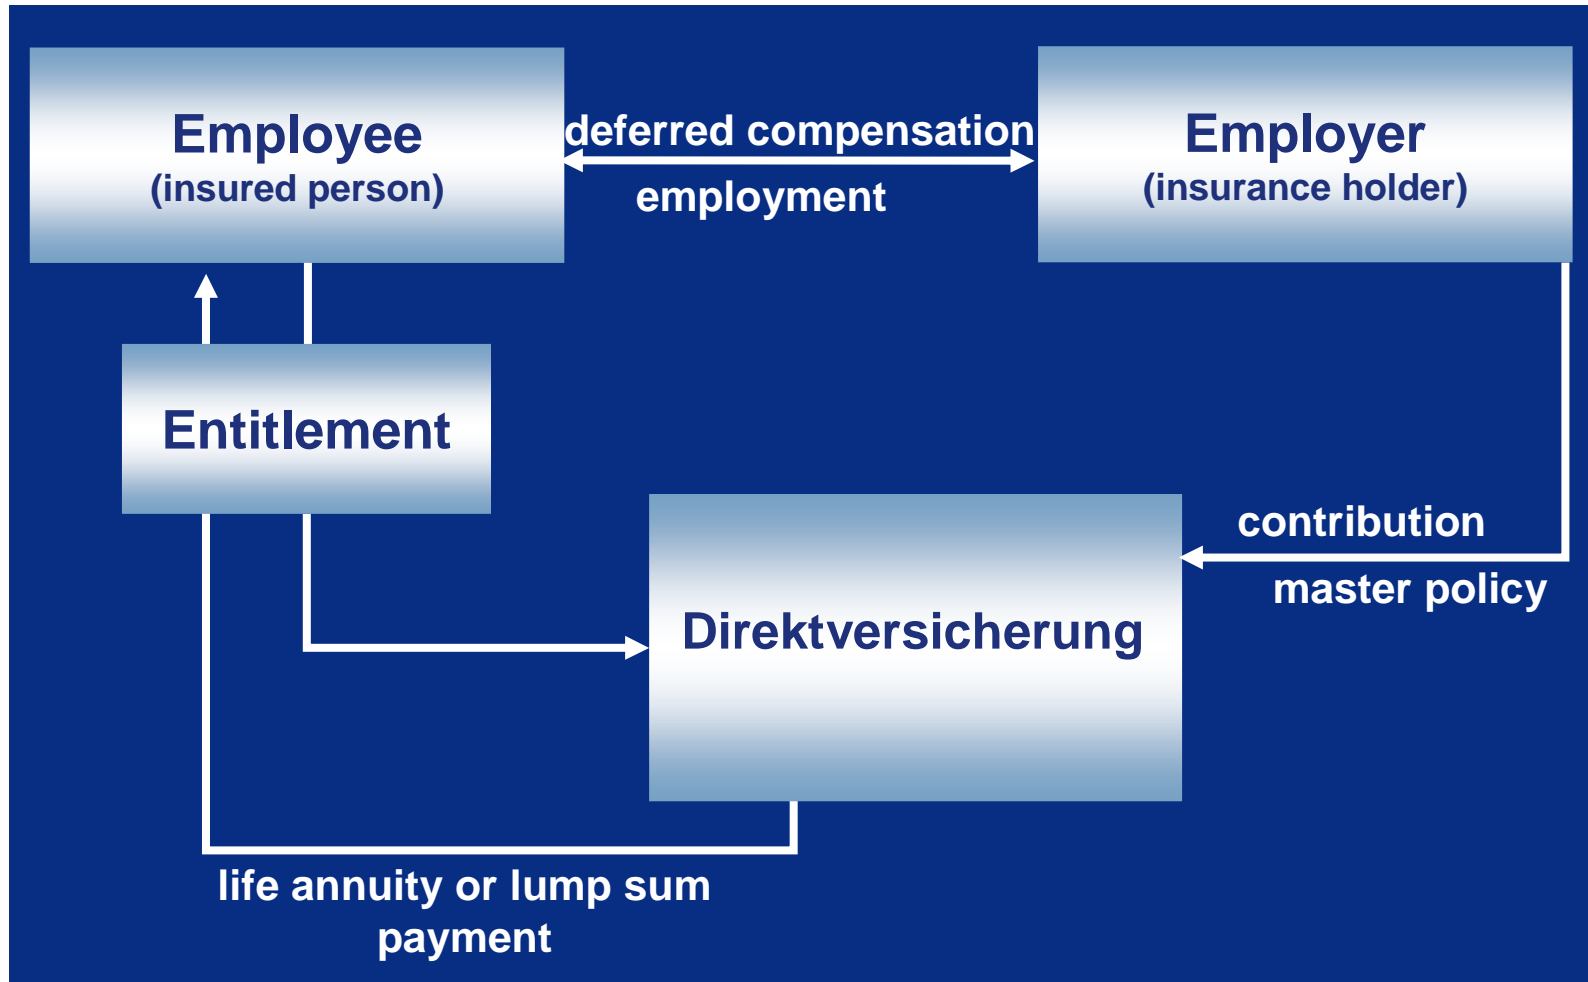 Employee
(insured person)
deferred compensation
employment
Employer
(insurance holder)
Entitlement
contribution
master policy
Direktversicherung
life annuity or lump sum
payment